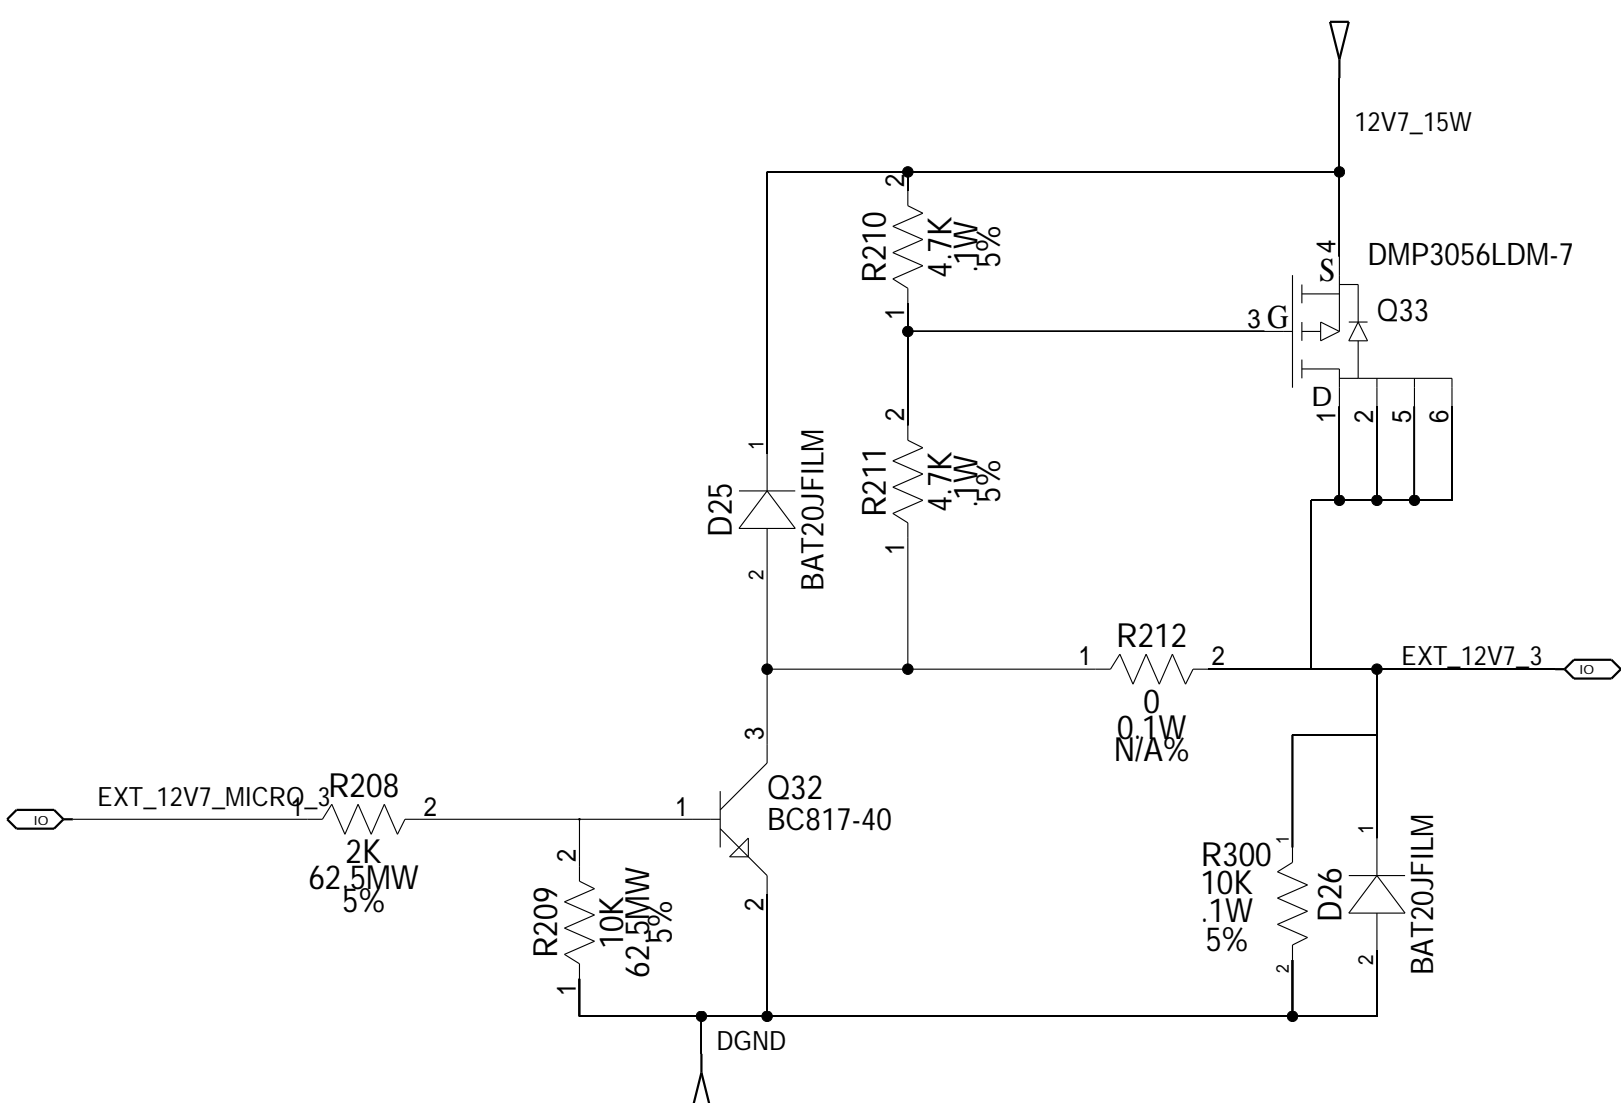 12V7_15W
2
R210
4.7K
.1W
5%
1
4
S
DMP3056LDM-7
3
G
Q33
D
1
2
5
6
1
D25
BAT20JFILM
2
2
R211
4.7K
.1W
5%
1
1
R212
2
0
0.1W
N/A%
EXT_12V7_3
IO
3
Q32
BC817-40
1
2
IO
EXT_12V7_MICRO_3
1
R208
2
2K
62.5MW
5%
2
R209
10K
62.5MW
5%
1
1
R300
10K
.1W
5%
2
1
D26
BAT20JFILM
2
DGND